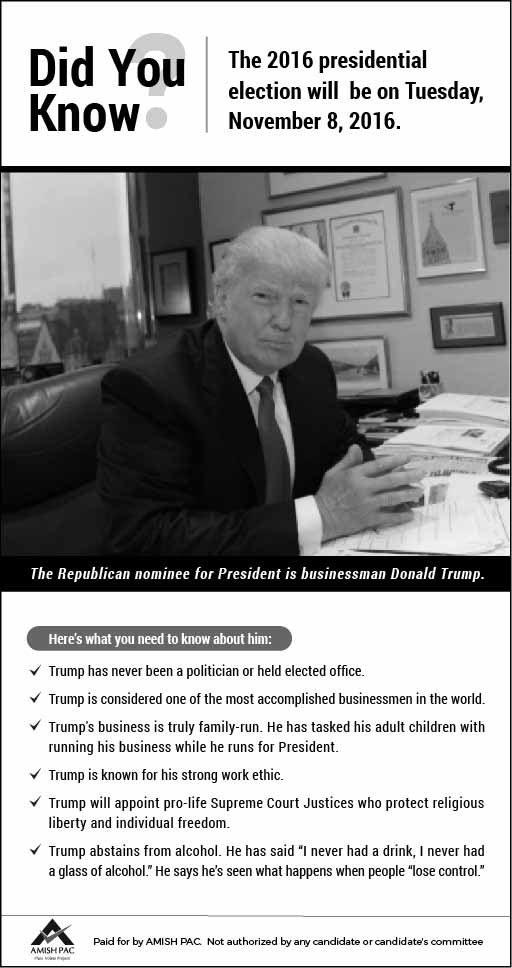 Did You
Know?
The 2016 presidential
election will be on Tuesday,
November 8, 2016.
The Republican nominee for President is businessman Donald Trump.
Here's what you need to know about him:
Trump has never been a politician or held elected office.
Trump is considered one of the most accomplished businessmen in the world.
Trump's business is truly family-run. He has tasked his adult children with
running his business while he runs for President.
Trump is known for his strong work ethic.
Trump will appoint pro-life Supreme Court Justices who protect religious
liberty and individual freedom.
Trump abstains from alcohol. He has said “I never had a drink, I never had
a glass of alcohol.” He says he's seen what happens when people “lose control.”
AMISH PAC
Plain Voters Project
Paid for by AMISH PAC. Not authorized by any candidate or candidate's committee